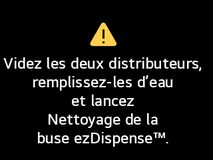 Videz les deux distributeurs,
remplissez-les d’eau
et lancez
Nettoyage de la
buse ezDispense™.